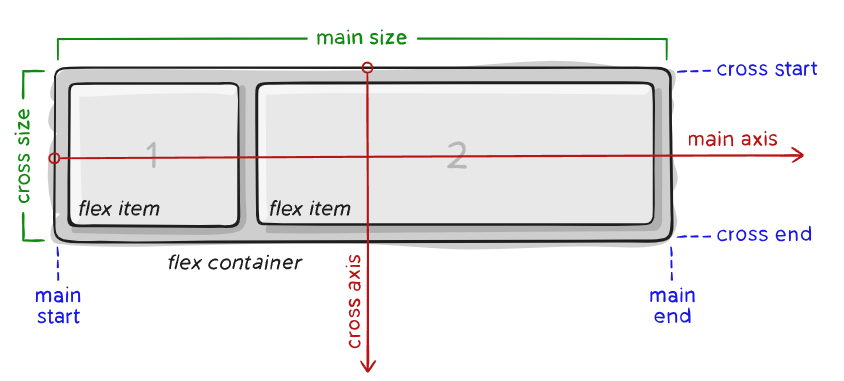 main size
cross start
cross size
main axis
1
2
flex item
flex item
cross end
flex container
cross axis
main
start
main
end